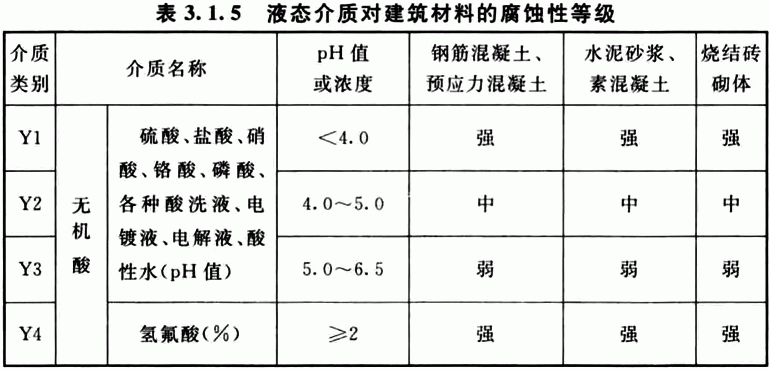 表 3.1.5 液态介质对建筑材料的腐蚀性等级
介质类别 介质名称 pH 值或浓度 钢筋混凝土、预应力混凝土 水泥砂浆、素混凝土 烧结砖砌体
无机酸
硫酸、盐酸、硝
酸、铬酸、磷酸、
各种酸洗液、电
镀液、电解液、酸
性水(pH 值)
Y1 <4.0 强 强 强
Y2 4.0～5.0 中 中 中
Y3 5.0～6.5 弱 弱 弱
Y4 氢氟酸(%) ≥2 强 强 强